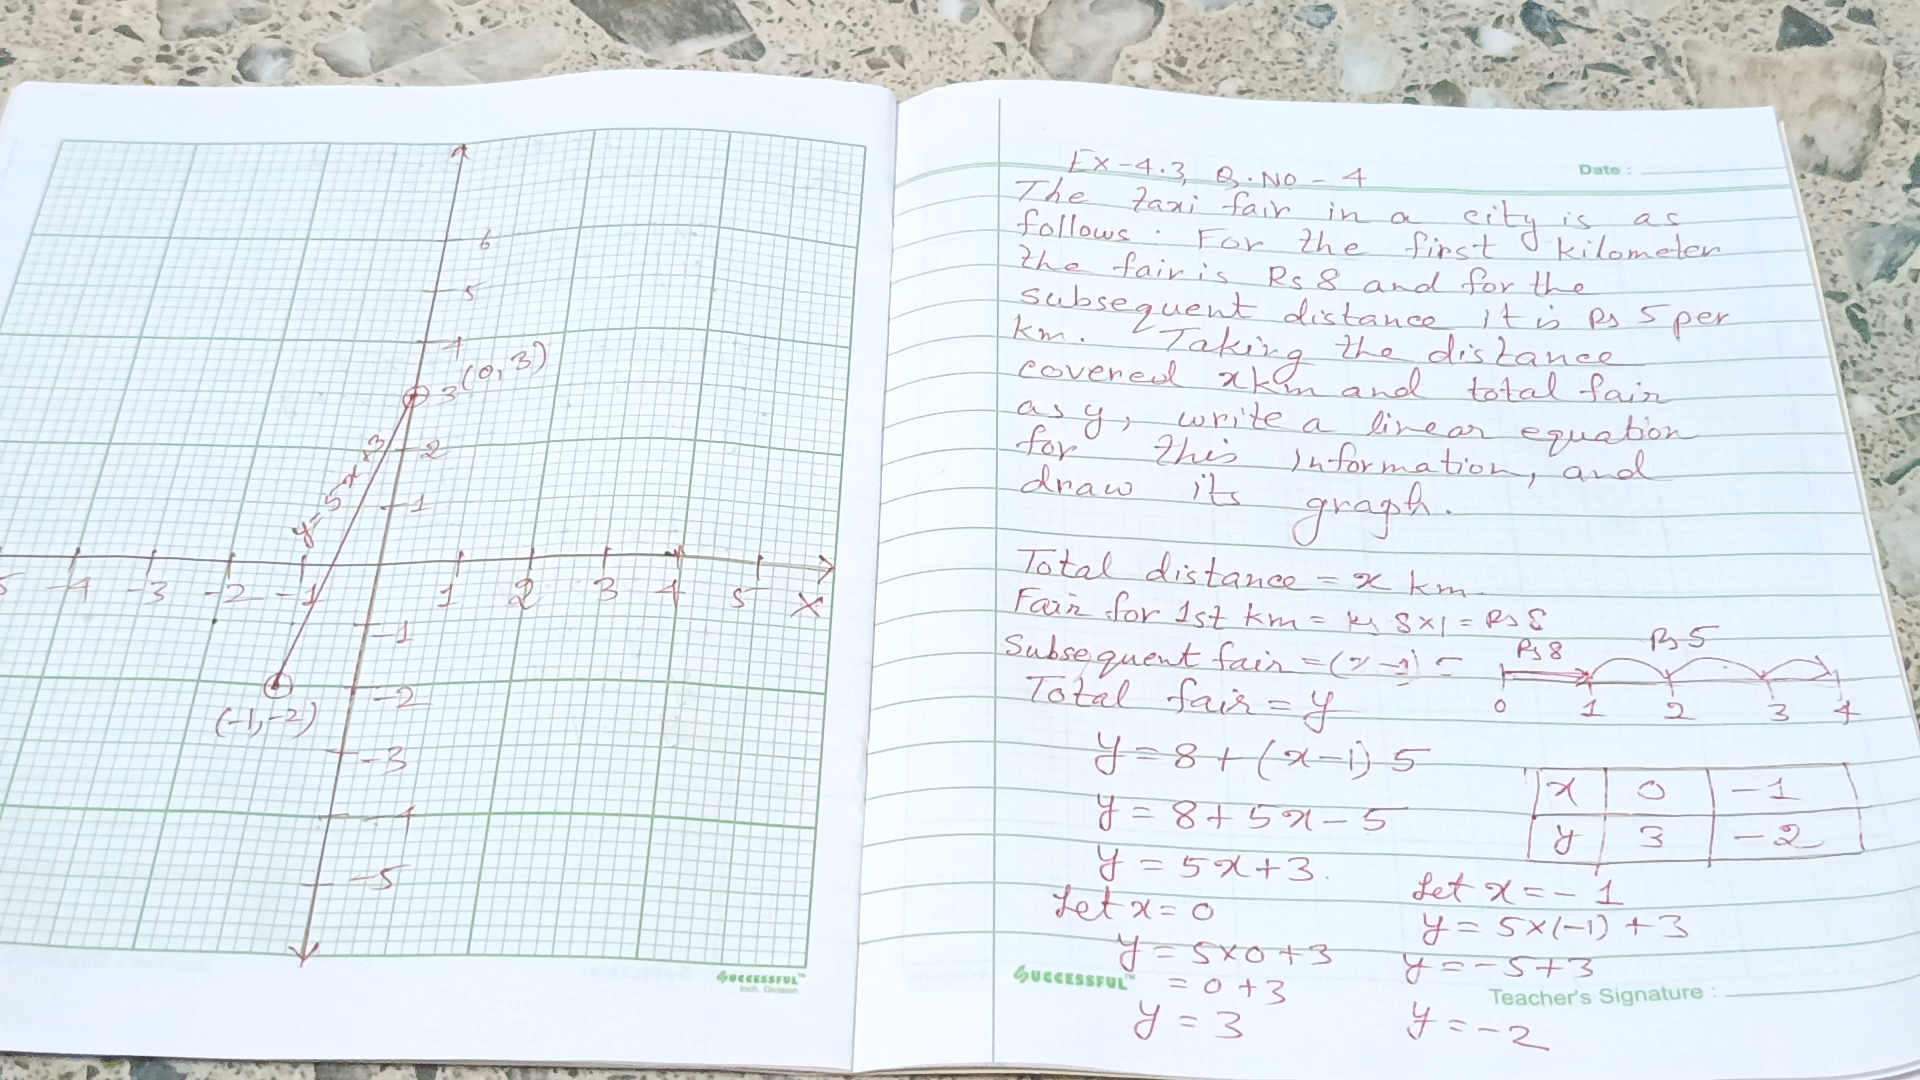 6
5
4
3 (0, 3)
2
1
y=5x+3
5 -4 -3 -2 -1 1 2 3 4 5 X
-1
-2
(-1,-2)
-3
-4
-5
SUCCESSFUL™
Inch. Division
Ex-4.3, Q.NO - 4
Date :
The taxi fair in a city is as
follows. For the first kilometer
the fair is Rs 8 and for the
subsequent distance it is Rs 5 per
km. Taking the distance
covered xkm and total fair
as y, write a linear equation
for this information, and
draw its graph.
Total distance = x km
Fair for 1st km = Rs 8×1 = Rs 8
Subsequent fair = (x-1) 5
Rs 8 Rs 5
0 1 2 3 4
Total fair = y
y = 8 + (x-1) 5
y = 8 + 5x - 5
y = 5x+3.
x 0 -1
y 3 -2
Let x = 0
y = 5×0+3
= 0+3
y = 3
Let x = -1
y = 5×(-1) +3
y = -5+3
y = -2
SUCCESSFUL™
Teacher's Signature :